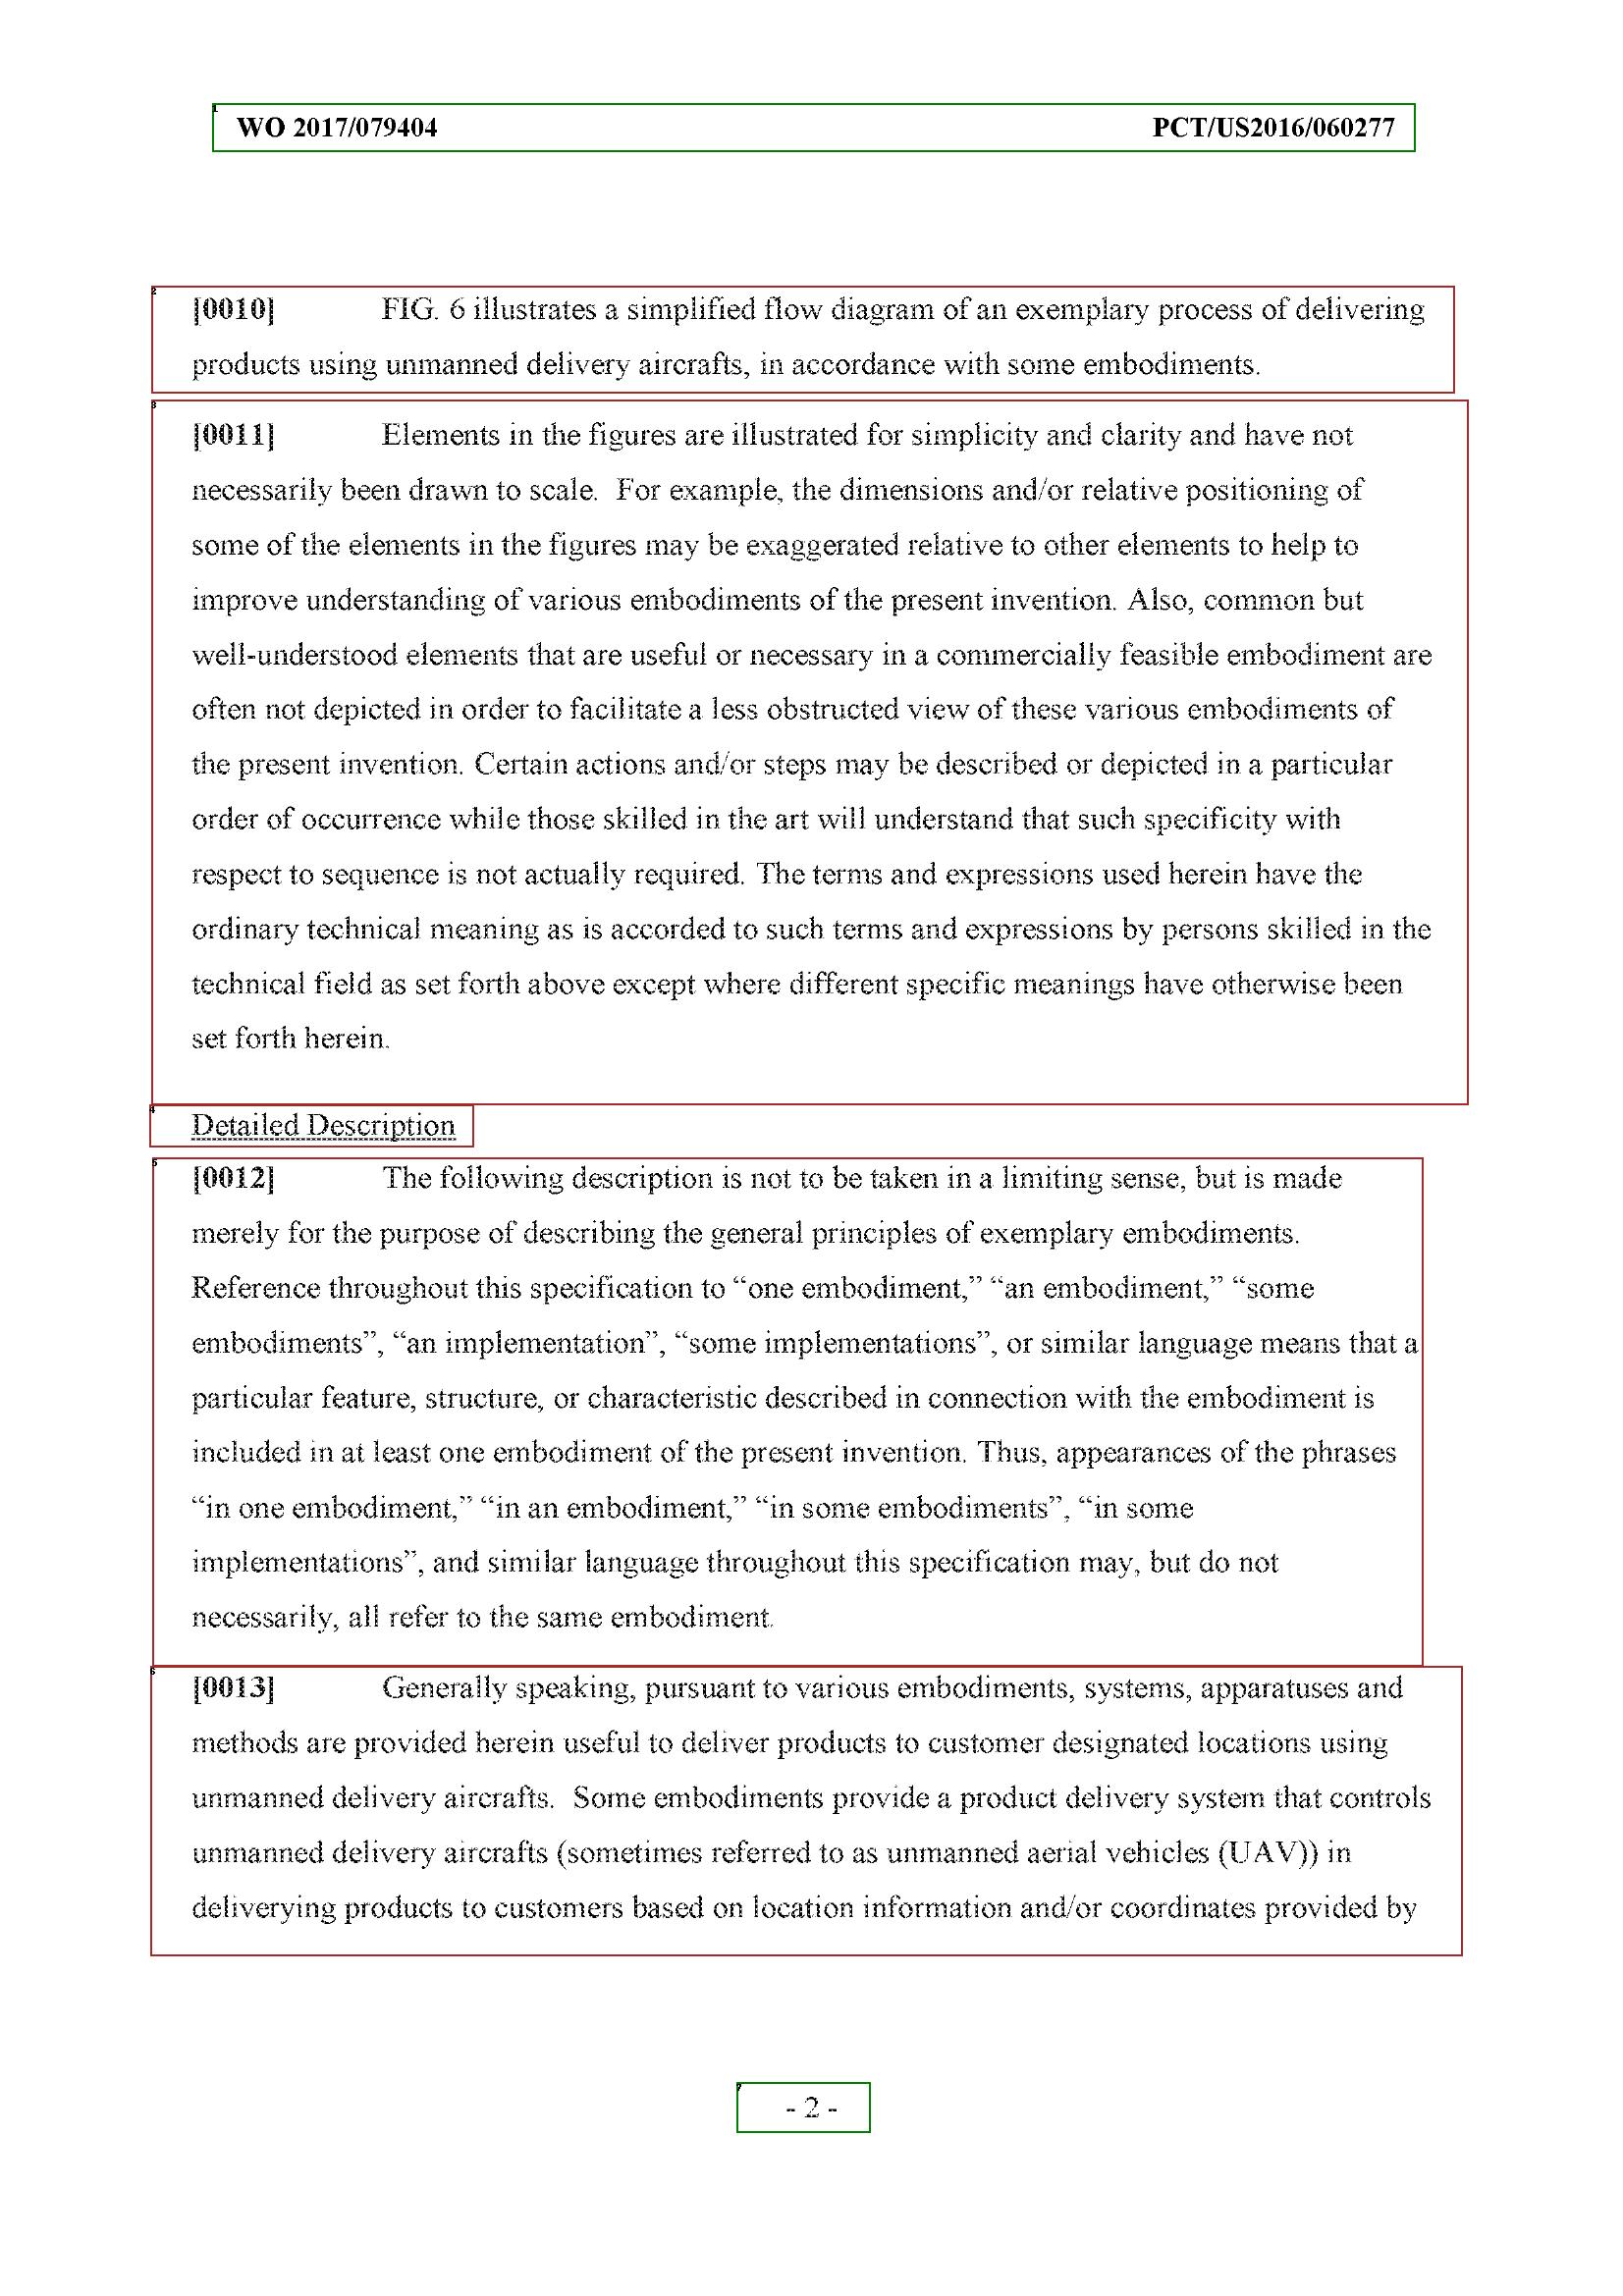 WO 2017/079404 PCT/US2016/060277
[0010] FIG. 6 illustrates a simplified flow diagram of an exemplary process of delivering
products using unmanned delivery aircrafts, in accordance with some embodiments.
[0011] Elements in the figures are illustrated for simplicity and clarity and have not
necessarily been drawn to scale.  For example, the dimensions and/or relative positioning of
some of the elements in the figures may be exaggerated relative to other elements to help to
improve understanding of various embodiments of the present invention. Also, common but
well-understood elements that are useful or necessary in a commercially feasible embodiment are
often not depicted in order to facilitate a less obstructed view of these various embodiments of
the present invention. Certain actions and/or steps may be described or depicted in a particular
order of occurrence while those skilled in the art will understand that such specificity with
respect to sequence is not actually required. The terms and expressions used herein have the
ordinary technical meaning as is accorded to such terms and expressions by persons skilled in the
technical field as set forth above except where different specific meanings have otherwise been
set forth herein.
Detailed Description
[0012] The following description is not to be taken in a limiting sense, but is made
merely for the purpose of describing the general principles of exemplary embodiments.
Reference throughout this specification to “one embodiment,” “an embodiment,” “some
embodiments”, “an implementation”, “some implementations”, or similar language means that a
particular feature, structure, or characteristic described in connection with the embodiment is
included in at least one embodiment of the present invention. Thus, appearances of the phrases
“in one embodiment,” “in an embodiment,” “in some embodiments”, “in some
implementations”, and similar language throughout this specification may, but do not
necessarily, all refer to the same embodiment.
[0013] Generally speaking, pursuant to various embodiments, systems, apparatuses and
methods are provided herein useful to deliver products to customer designated locations using
unmanned delivery aircrafts.  Some embodiments provide a product delivery system that controls
unmanned delivery aircrafts (sometimes referred to as unmanned aerial vehicles (UAV)) in
deliverying products to customers based on location information and/or coordinates provided by
- 2 -